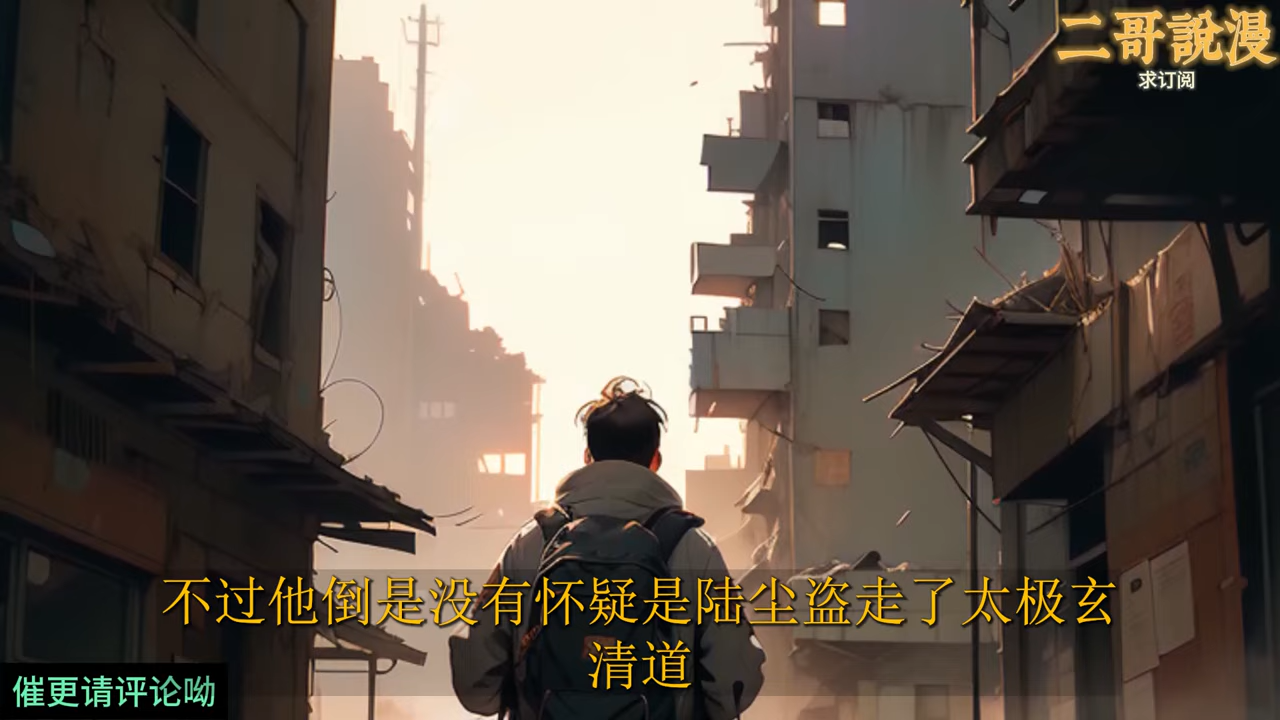 二哥說漫
求订阅
不过他倒是没有怀疑是陆尘盗走了太极玄
清道
催更请评论呦